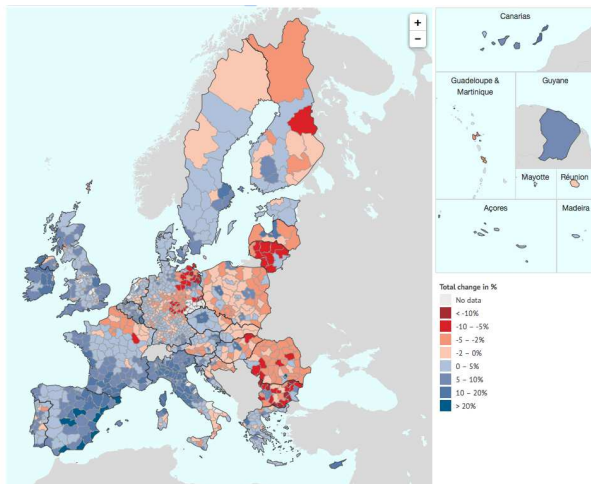 +
−
Canarias
Guadeloupe &
Martinique
Guyane
Mayotte
Réunion
Açores
Madeira
Total change in %
No data
< -10%
-10 – -5%
-5 – -2%
-2 – 0%
0 – 5%
5 – 10%
10 – 20%
> 20%